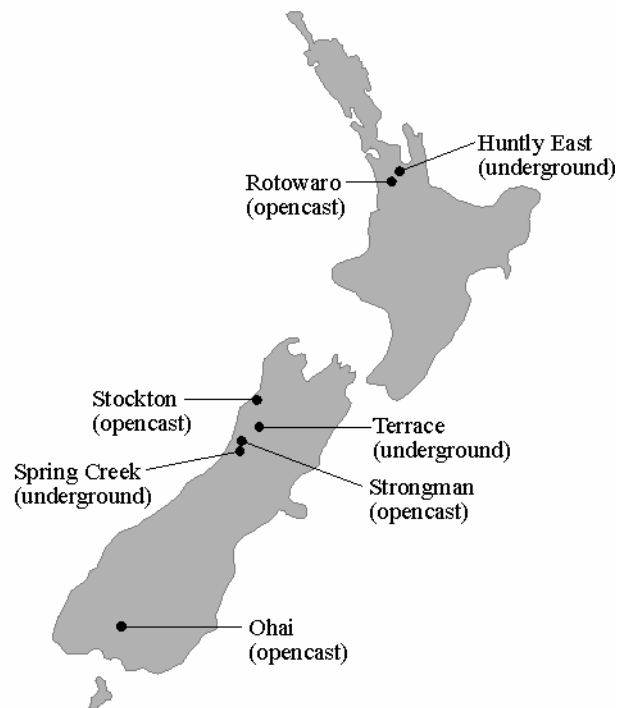 Huntly East
(underground)
Rotowaro
(opencast)
Stockton
(opencast)
Terrace
(underground)
Spring Creek
(underground)
Strongman
(opencast)
Ohai
(opencast)